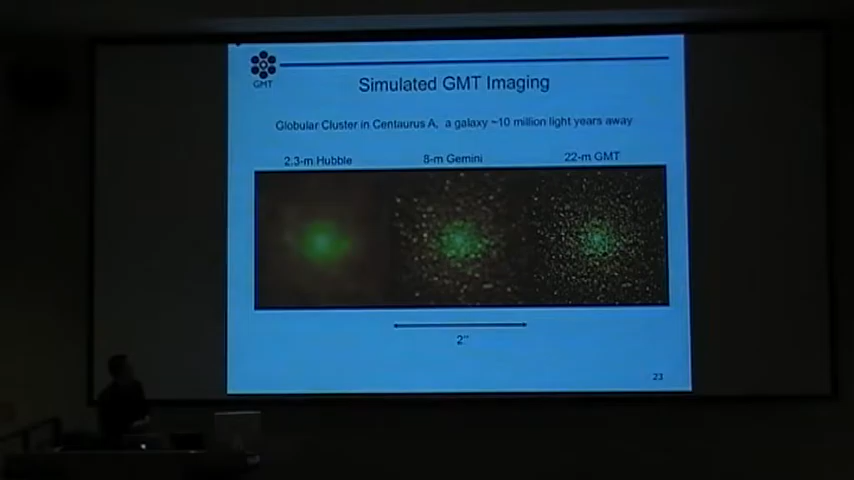 GMT
Simulated GMT Imaging
Globular Cluster in Centaurus A, a galaxy ~10 million light years away
2.3-m Hubble 8-m Gemini 22-m GMT
2"
23